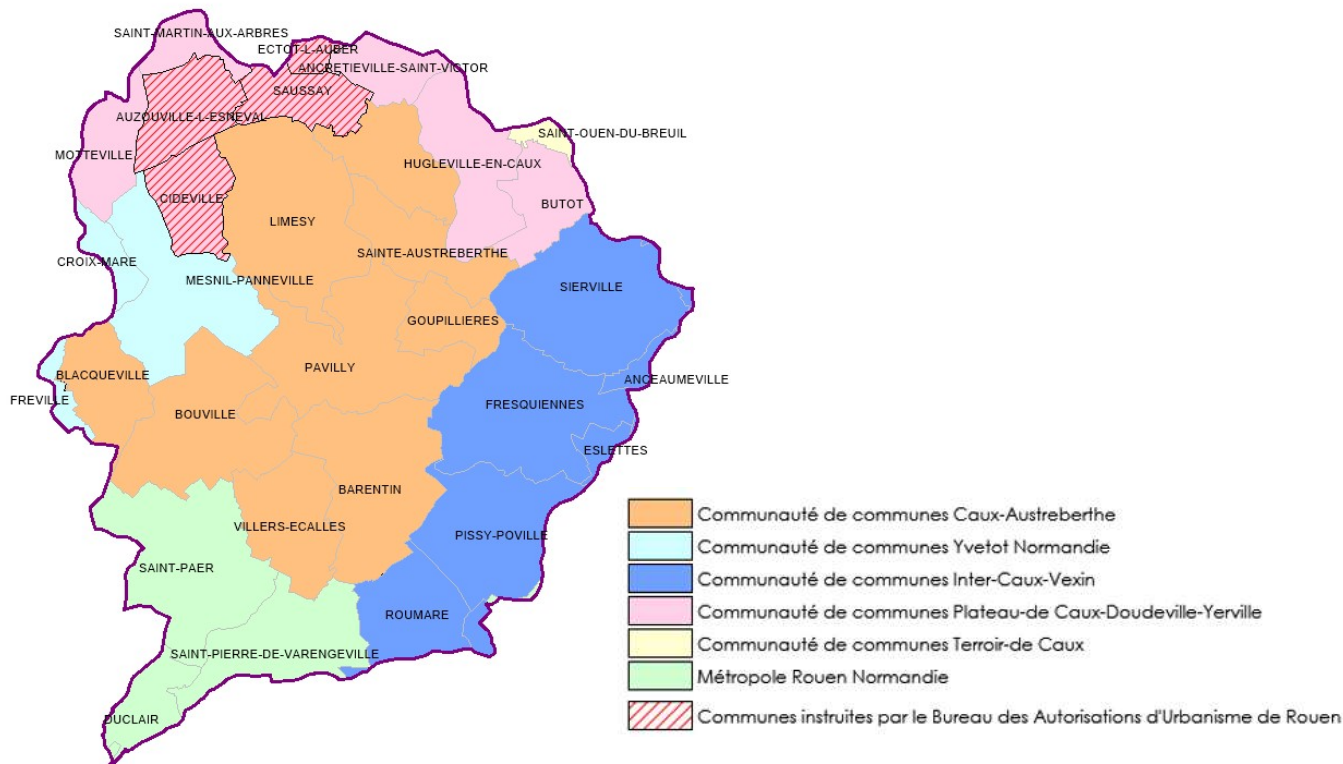 SAINT-MARTIN-AUX-ARBRES
ECTOT-L-AUBER
ANCRETIEVILLE-SAINT-VICTOR
SAUSSAY
AUZOUVILLE-L-ESNEVAL
SAINT-OUEN-DU-BREUIL
MOTTEVILLE
HUGLEVILLE-EN-CAUX
CIDEVILLE
BUTOT
LIMESY
SAINTE-AUSTREBERTHE
CROIX-MARE
MESNIL-PANNEVILLE
SIERVILLE
GOUPILLIERES
PAVILLY
BLACQUEVILLE
ANCEAUMEVILLE
FREVILLE
BOUVILLE
FRESQUIENNES
ESLETTES
BARENTIN
VILLERS-ECALLES
PISSY-POVILLE
SAINT-PAER
ROUMARE
SAINT-PIERRE-DE-VARENGEVILLE
DUCLAIR
Communauté de communes Caux-Austreberthe
Communauté de communes Yvetot Normandie
Communauté de communes Inter-Caux-Vexin
Communauté de communes Plateau-de Caux-Doudeville-Yerville
Communauté de communes Terroir-de Caux
Métropole Rouen Normandie
Communes instruites par le Bureau des Autorisations d'Urbanisme de Rouen